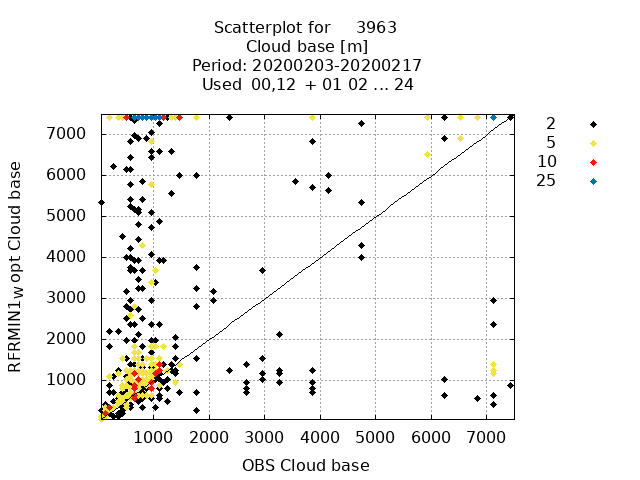 Scatterplot for 3963
Cloud base [m]
Period: 20200203-20200217
Used 00,12 + 01 02 ... 24
2
5
10
25
7000
6000
5000
4000
3000
2000
1000
RFRMIN1w opt Cloud base
1000 2000 3000 4000 5000 6000 7000
OBS Cloud base